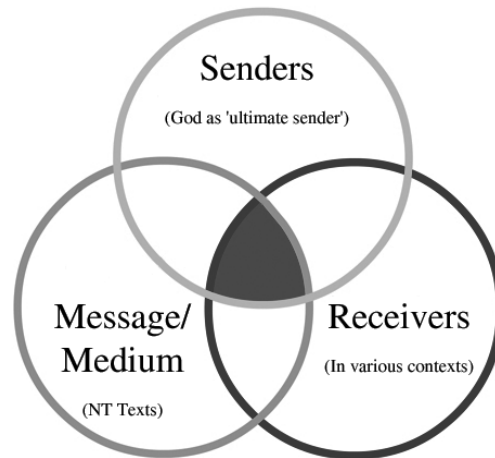 Senders
(God as 'ultimate sender')
Message/
Medium
(NT Texts)
Receivers
(In various contexts)